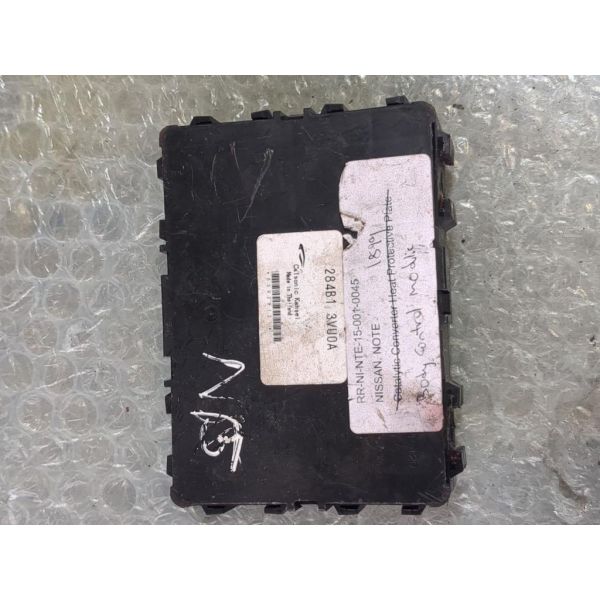 Calsonic Kansei
Made in Thailand
284B1 3VU0A
RR-NI-NTE-15-001-0045
NISSAN. NOTE
Catalytic Converter Heat Protective Plate
Body Control module